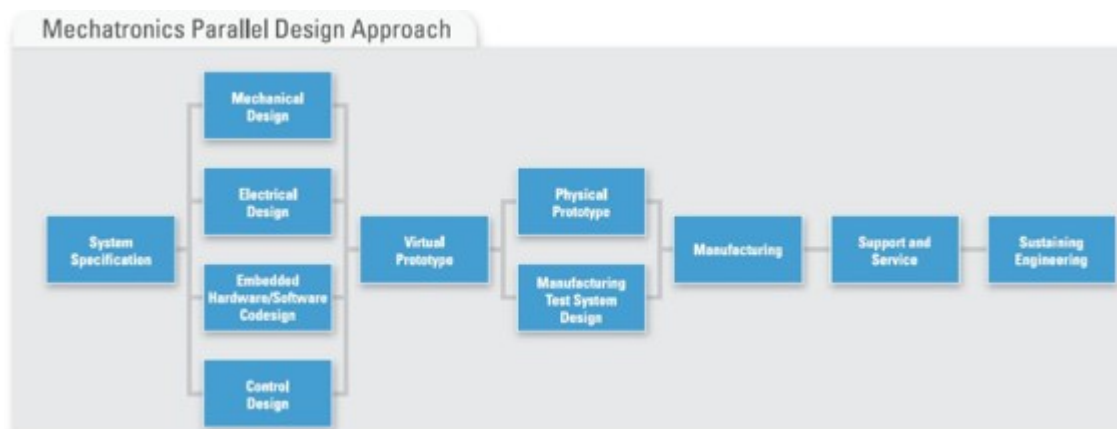 Mechatronics Parallel Design Approach
System
Specification
Mechanical
Design
Electrical
Design
Embedded
Hardware/Software
Codesign
Control
Design
Virtual
Prototype
Physical
Prototype
Manufacturing
Test System
Design
Manufacturing
Support and
Service
Sustaining
Engineering